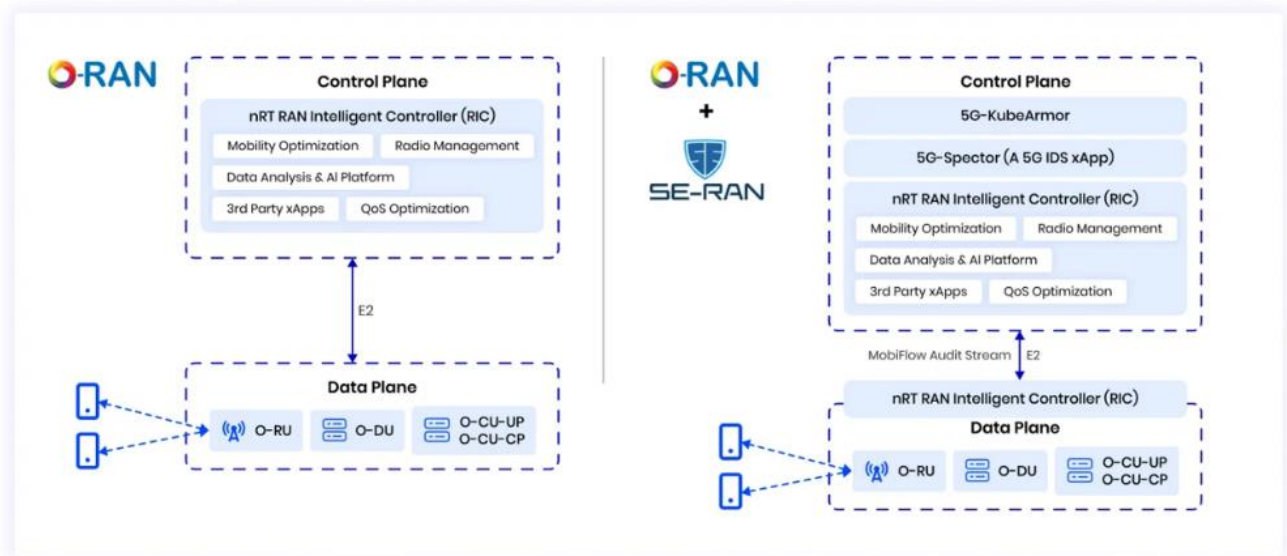 O-RAN
Control Plane
nRT RAN Intelligent Controller (RIC)
Mobility Optimization
Radio Management
Data Analysis & AI Platform
3rd Party xApps
QoS Optimization
E2
Data Plane
O-RU
O-DU
O-CU-UP
O-CU-CP
O-RAN
+
SE
SE-RAN
Control Plane
5G-KubeArmor
5G-Spector (A 5G IDS xApp)
nRT RAN Intelligent Controller (RIC)
Mobility Optimization
Radio Management
Data Analysis & AI Platform
3rd Party xApps
QoS Optimization
MobiFlow Audit Stream
E2
nRT RAN Intelligent Controller (RIC)
Data Plane
O-RU
O-DU
O-CU-UP
O-CU-CP